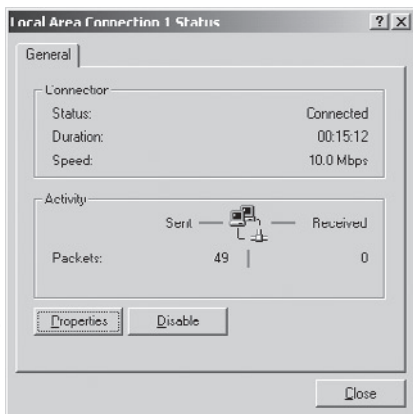 Local Area Connection 1 Status
General
Connection
Status: Connected
Duration: 00:15:12
Speed: 10.0 Mbps
Activity
Sent Received
Packets: 49 0
Properties Disable
Close